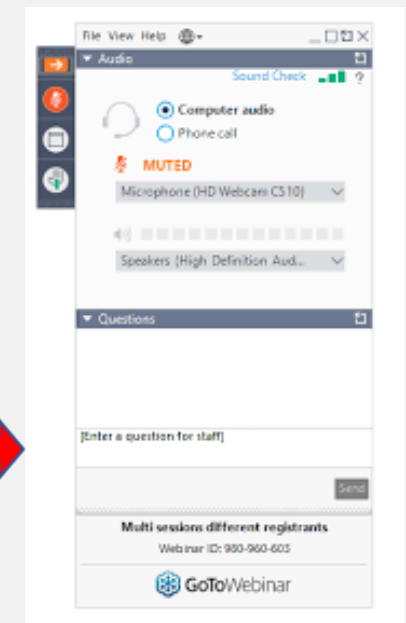 File View Help
Audio
Sound Check ?
Computer audio
Phone call
MUTED
Microphone (HD Webcam C510)
Speakers (High Definition Aud...
Questions
[Enter a question for staff]
Send
Multi sessions different registrants
Webinar ID: 980-960-603
GoToWebinar